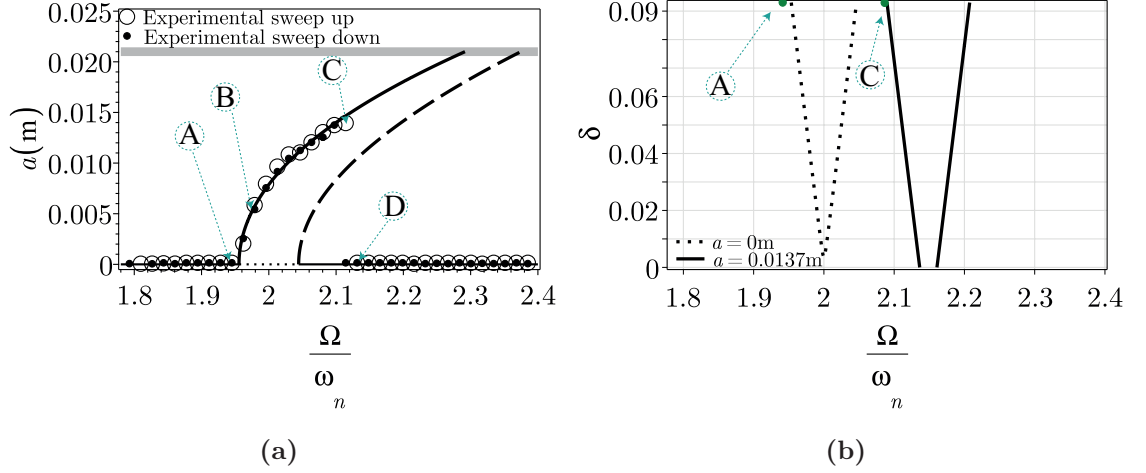 0.025
Experimental sweep up
Experimental sweep down
0.020
C
B
0.015
A
a(m)
0.010
D
0.005
0
1.8 1.9 2 2.1 2.2 2.3 2.4
Ω
ω
n
(a)
0.09
A
C
0.06
δ
0.04
0.02
a = 0m
a = 0.0137m
0
1.8 1.9 2 2.1 2.2 2.3 2.4
Ω
ω
n
(b)